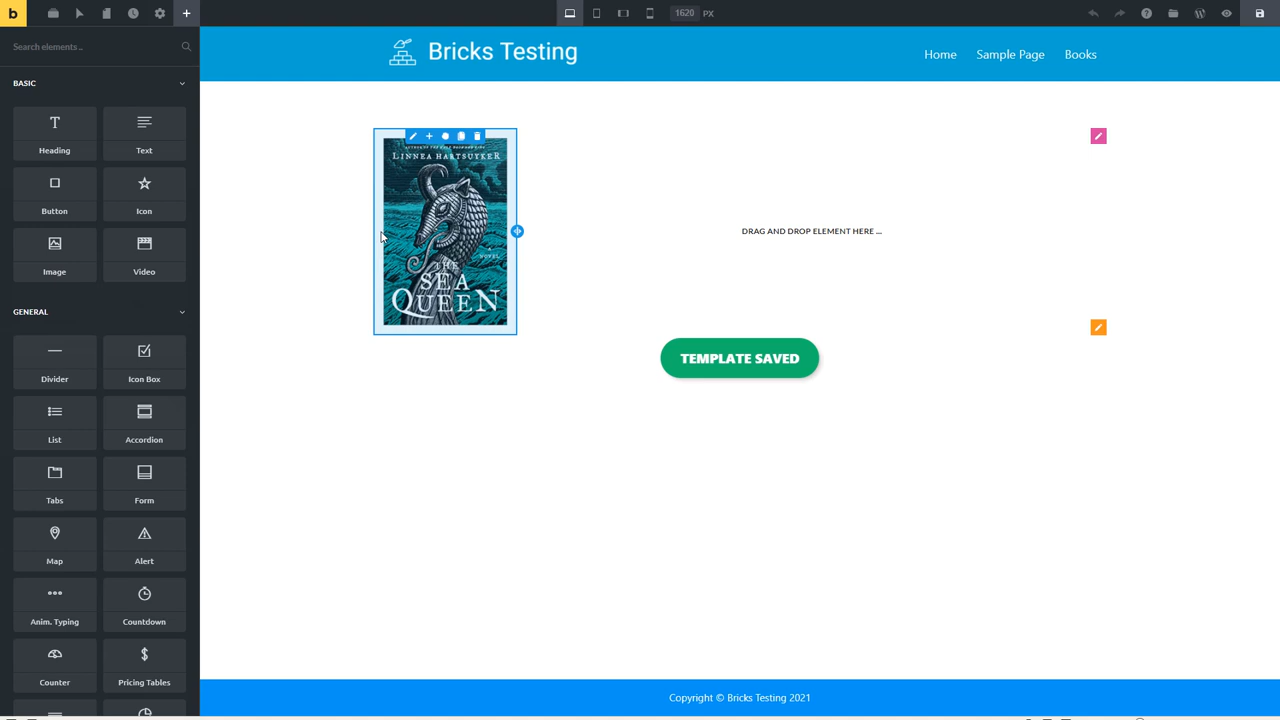 b
1620 PX
Search elements ..
BASIC
Heading
Text
Button
Icon
Image
Video
GENERAL
Divider
Icon Box
List
Accordion
Tabs
Form
Map
Alert
Anim. Typing
Countdown
Counter
Pricing Tables
Bricks Testing
Home
Sample Page
Books
LINNEA HARTSUYKER
A NOVEL
THE
SEA
QUEEN
DRAG AND DROP ELEMENT HERE ...
TEMPLATE SAVED
Copyright © Bricks Testing 2021